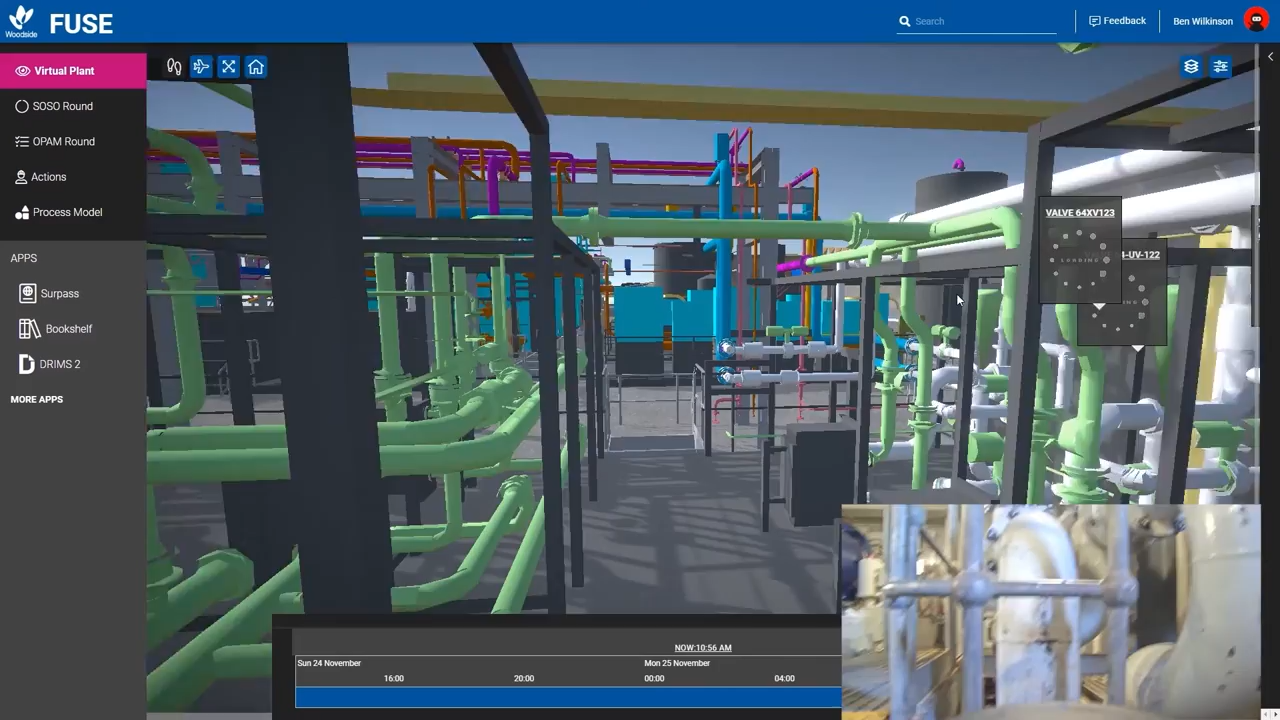 Woodside
FUSE
Search
Feedback
Ben Wilkinson
Virtual Plant
SOSO Round
OPAM Round
Actions
Process Model
APPS
Surpass
Bookshelf
DRIMS 2
MORE APPS
VALVE 64XV123
LOADING
-UV-122
NOW:10:56 AM
Sun 24 November
Mon 25 November
16:00
20:00
00:00
04:00